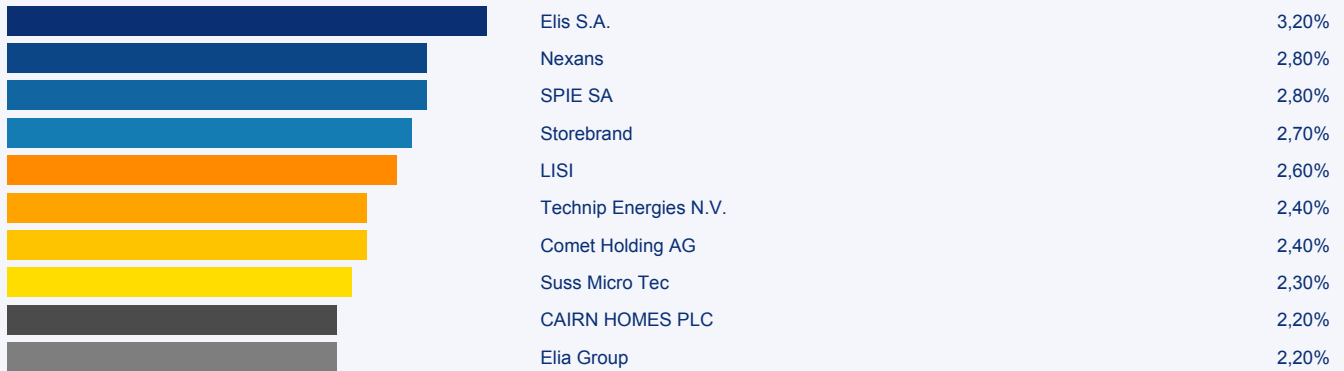 Elis S.A. 3,20%
Nexans 2,80%
SPIE SA 2,80%
Storebrand 2,70%
LISI 2,60%
Technip Energies N.V. 2,40%
Comet Holding AG 2,40%
Suss Micro Tec 2,30%
CAIRN HOMES PLC 2,20%
Elia Group 2,20%